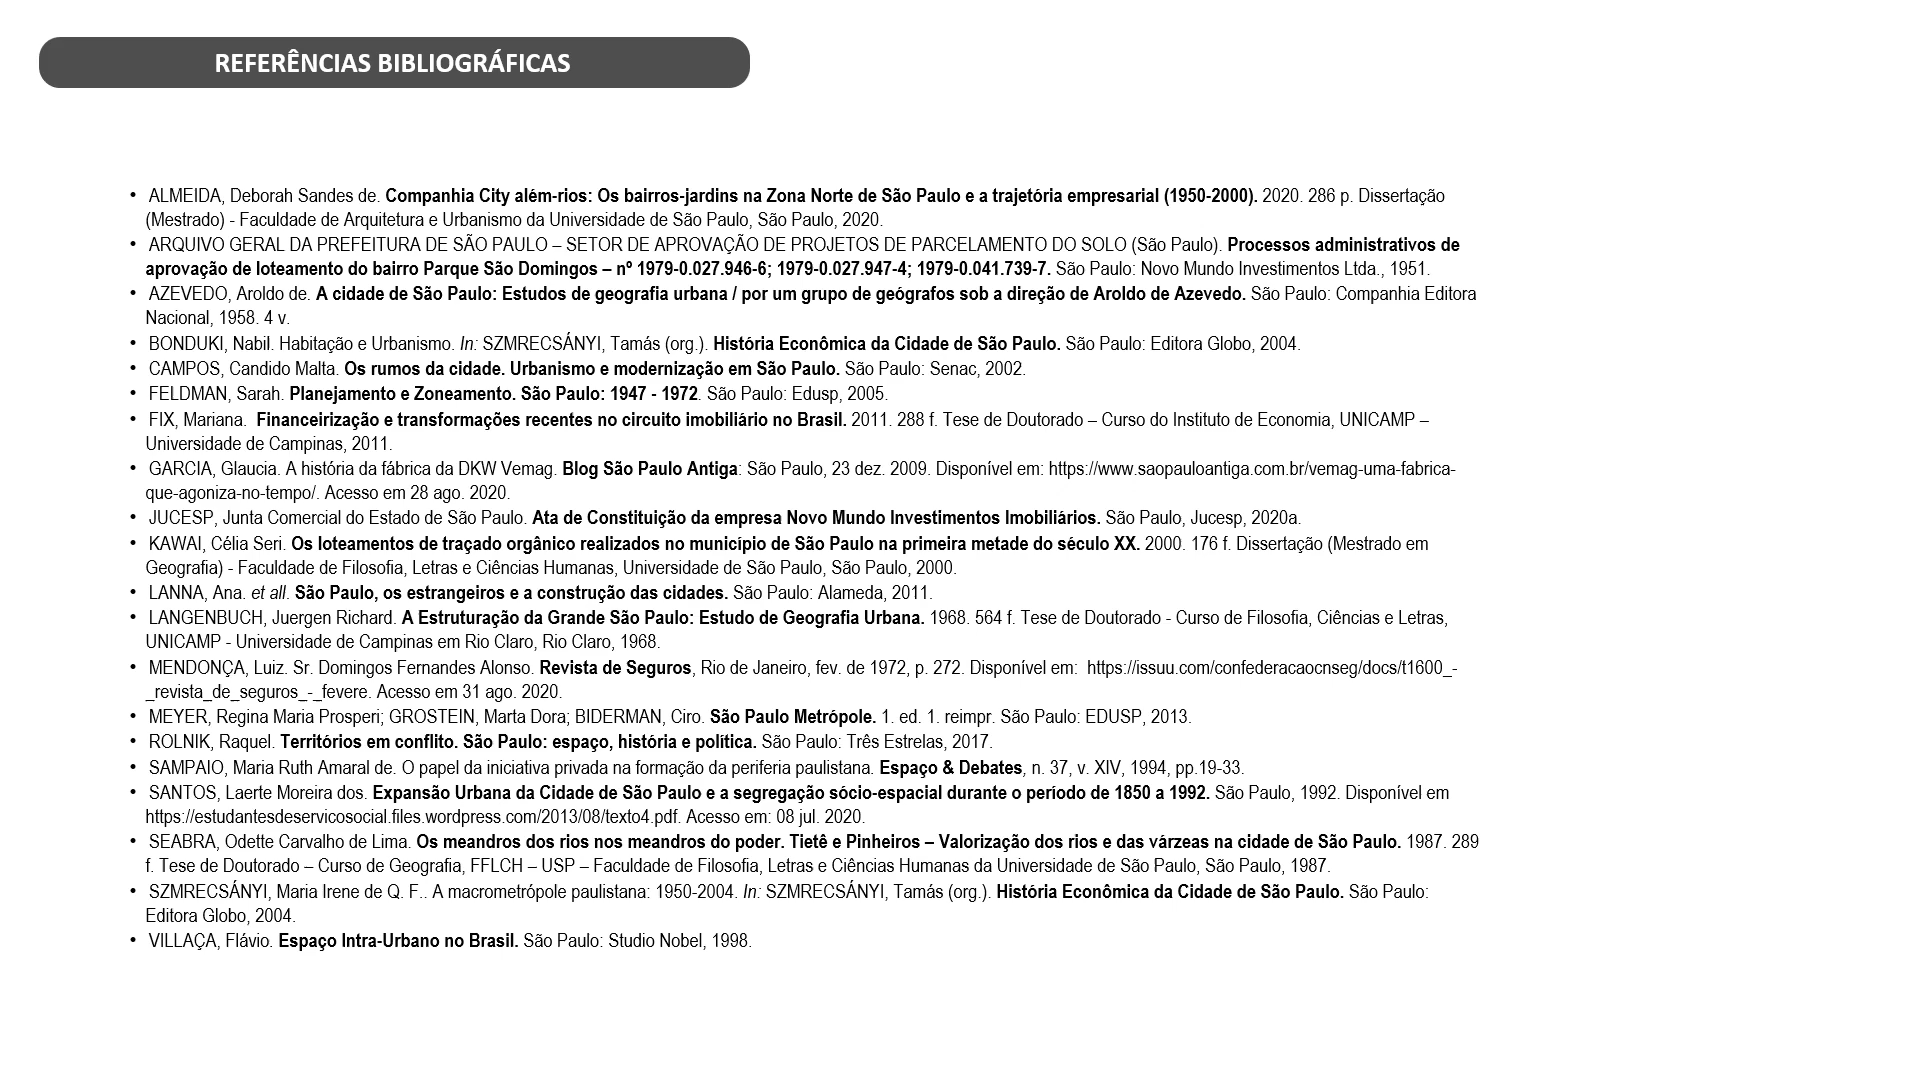 REFERÊNCIAS BIBLIOGRÁFICAS
• ALMEIDA, Deborah Sandes de. Companhia City além-rios: Os bairros-jardins na Zona Norte de São Paulo e a trajetória empresarial (1950-2000). 2020. 286 p. Dissertação
(Mestrado) - Faculdade de Arquitetura e Urbanismo da Universidade de São Paulo, São Paulo, 2020.
• ARQUIVO GERAL DA PREFEITURA DE SÃO PAULO – SETOR DE APROVAÇÃO DE PROJETOS DE PARCELAMENTO DO SOLO (São Paulo). Processos administrativos de
aprovação de loteamento do bairro Parque São Domingos – nº 1979-0.027.946-6; 1979-0.027.947-4; 1979-0.041.739-7. São Paulo: Novo Mundo Investimentos Ltda., 1951.
• AZEVEDO, Aroldo de. A cidade de São Paulo: Estudos de geografia urbana / por um grupo de geógrafos sob a direção de Aroldo de Azevedo. São Paulo: Companhia Editora
Nacional, 1958. 4 v.
• BONDUKI, Nabil. Habitação e Urbanismo. In: SZMRECSÁNYI, Tamás (org.). História Econômica da Cidade de São Paulo. São Paulo: Editora Globo, 2004.
• CAMPOS, Candido Malta. Os rumos da cidade. Urbanismo e modernização em São Paulo. São Paulo: Senac, 2002.
• FELDMAN, Sarah. Planejamento e Zoneamento. São Paulo: 1947 - 1972. São Paulo: Edusp, 2005.
• FIX, Mariana. Financeirização e transformações recentes no circuito imobiliário no Brasil. 2011. 288 f. Tese de Doutorado – Curso do Instituto de Economia, UNICAMP –
Universidade de Campinas, 2011.
• GARCIA, Glaucia. A história da fábrica da DKW Vemag. Blog São Paulo Antiga: São Paulo, 23 dez. 2009. Disponível em: https://www.saopauloantiga.com.br/vemag-uma-fabrica-
que-agoniza-no-tempo/. Acesso em 28 ago. 2020.
• JUCESP, Junta Comercial do Estado de São Paulo. Ata de Constituição da empresa Novo Mundo Investimentos Imobiliários. São Paulo, Jucesp, 2020a.
• KAWAI, Célia Seri. Os loteamentos de traçado orgânico realizados no município de São Paulo na primeira metade do século XX. 2000. 176 f. Dissertação (Mestrado em
Geografia) - Faculdade de Filosofia, Letras e Ciências Humanas, Universidade de São Paulo, São Paulo, 2000.
• LANNA, Ana. et all. São Paulo, os estrangeiros e a construção das cidades. São Paulo: Alameda, 2011.
• LANGENBUCH, Juergen Richard. A Estruturação da Grande São Paulo: Estudo de Geografia Urbana. 1968. 564 f. Tese de Doutorado - Curso de Filosofia, Ciências e Letras,
UNICAMP - Universidade de Campinas em Rio Claro, Rio Claro, 1968.
• MENDONÇA, Luiz. Sr. Domingos Fernandes Alonso. Revista de Seguros, Rio de Janeiro, fev. de 1972, p. 272. Disponível em: https://issuu.com/confederacaocnseg/docs/t1600_-
_revista_de_seguros_-_fevere. Acesso em 31 ago. 2020.
• MEYER, Regina Maria Prosperi; GROSTEIN, Marta Dora; BIDERMAN, Ciro. São Paulo Metrópole. 1. ed. 1. reimpr. São Paulo: EDUSP, 2013.
• ROLNIK, Raquel. Territórios em conflito. São Paulo: espaço, história e política. São Paulo: Três Estrelas, 2017.
• SAMPAIO, Maria Ruth Amaral de. O papel da iniciativa privada na formação da periferia paulistana. Espaço & Debates, n. 37, v. XIV, 1994, pp.19-33.
• SANTOS, Laerte Moreira dos. Expansão Urbana da Cidade de São Paulo e a segregação sócio-espacial durante o período de 1850 a 1992. São Paulo, 1992. Disponível em
https://estudantesdeservicosocial.files.wordpress.com/2013/08/texto4.pdf. Acesso em: 08 jul. 2020.
• SEABRA, Odette Carvalho de Lima. Os meandros dos rios nos meandros do poder. Tietê e Pinheiros – Valorização dos rios e das várzeas na cidade de São Paulo. 1987. 289
f. Tese de Doutorado – Curso de Geografia, FFLCH – USP – Faculdade de Filosofia, Letras e Ciências Humanas da Universidade de São Paulo, São Paulo, 1987.
• SZMRECSÁNYI, Maria Irene de Q. F.. A macrometrópole paulistana: 1950-2004. In: SZMRECSÁNYI, Tamás (org.). História Econômica da Cidade de São Paulo. São Paulo:
Editora Globo, 2004.
• VILLAÇA, Flávio. Espaço Intra-Urbano no Brasil. São Paulo: Studio Nobel, 1998.